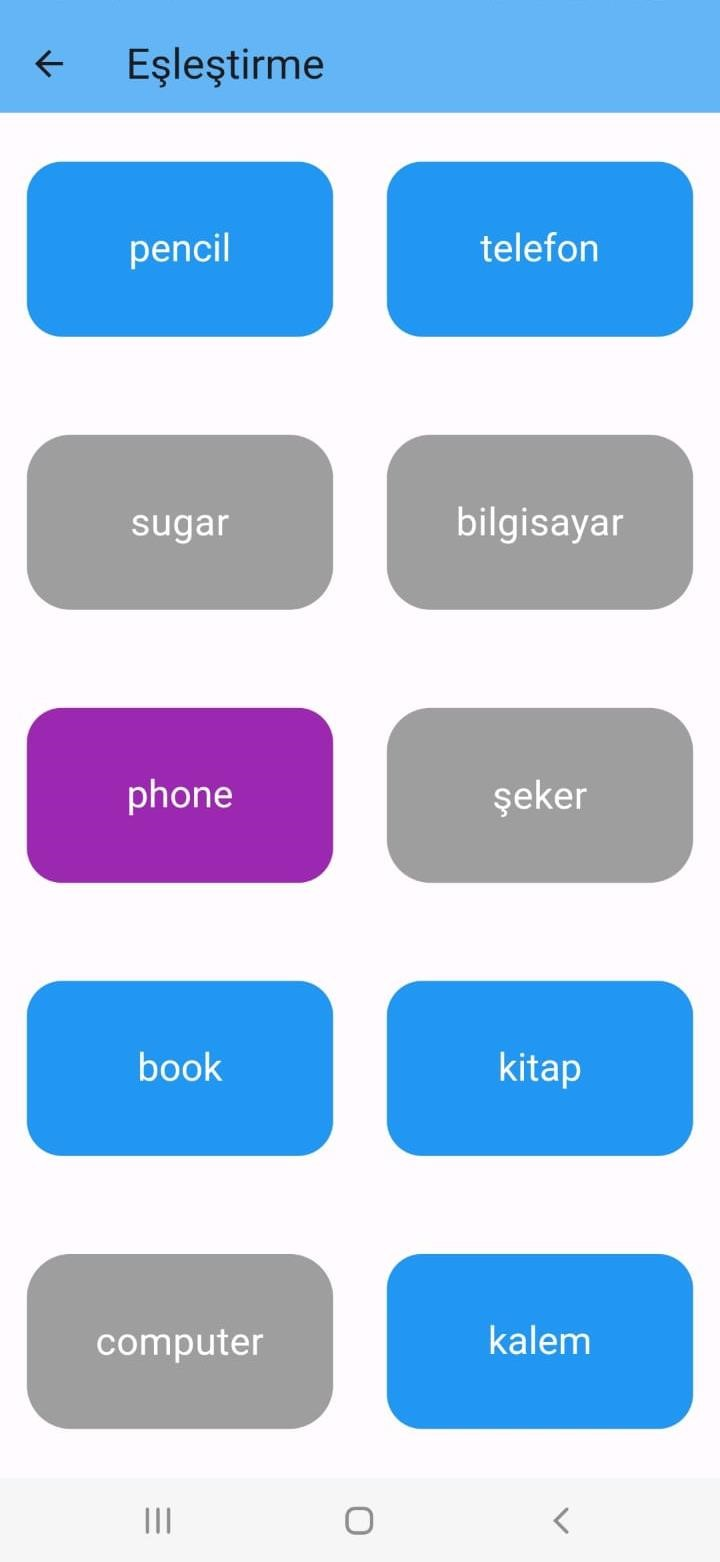 Eşleştirme
pencil
telefon
sugar
bilgisayar
phone
şeker
book
kitap
computer
kalem